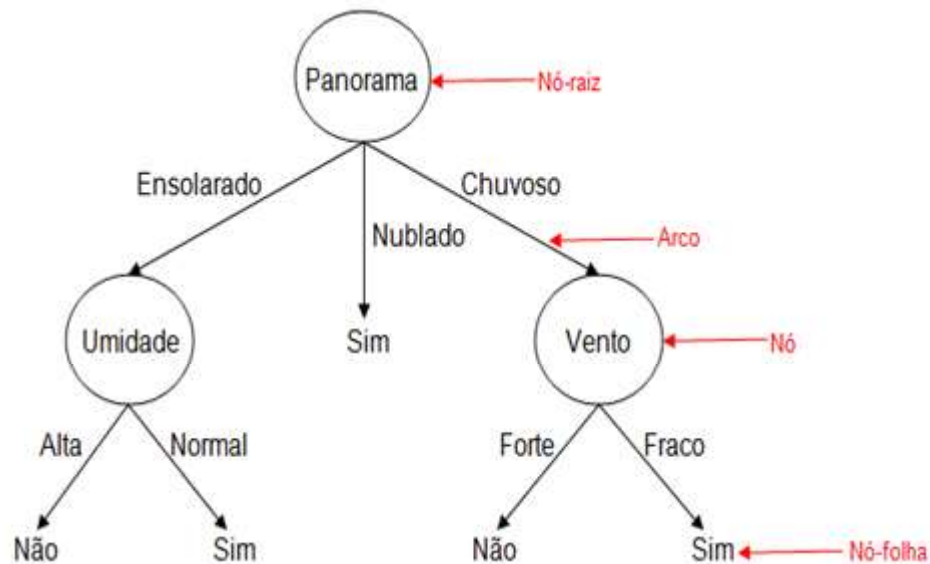 Panorama
Nó-raiz
Ensolarado
Chuvoso
Nublado
Arco
Umidade
Sim
Vento
Nó
Alta
Normal
Forte
Fraco
Não
Sim
Não
Sim
Nó-folha